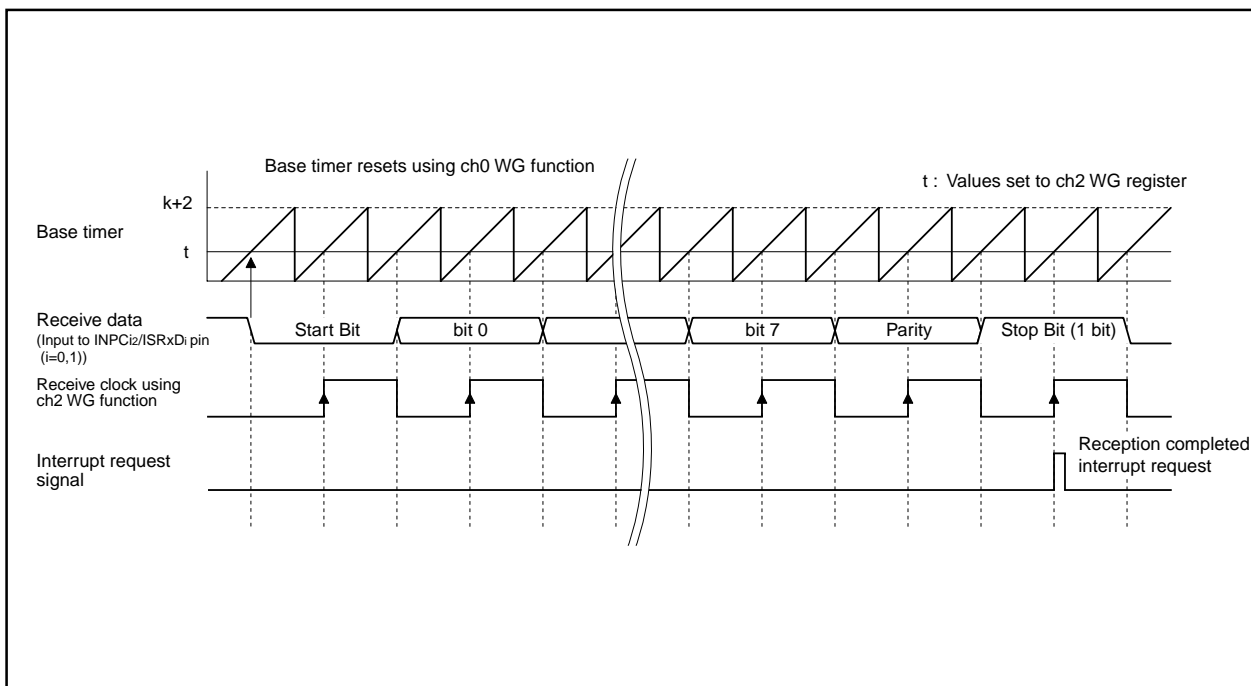 Base timer resets using ch0 WG function
t : Values set to ch2 WG register
k+2
Base timer
t
Receive data
(Input to INPCi2/ISRxDi pin
(i=0,1))
Start Bit
bit 0
bit 7
Parity
Stop Bit (1 bit)
Receive clock using
ch2 WG function
Interrupt request
signal
Reception completed
interrupt request